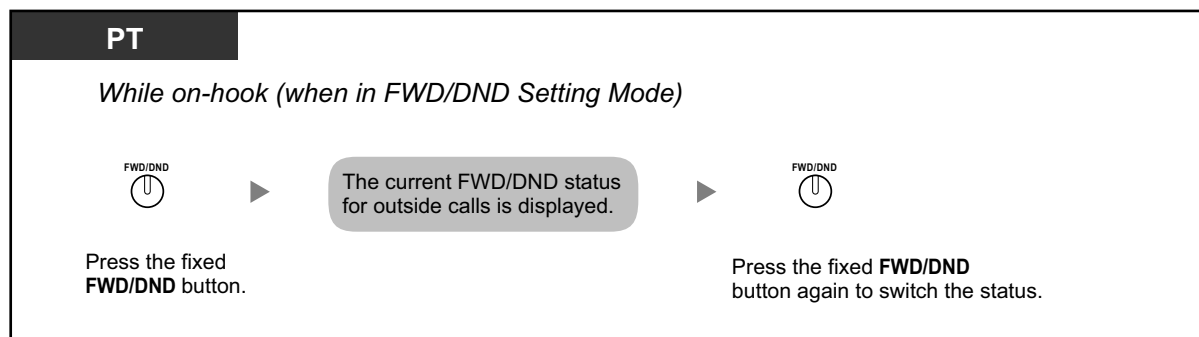 PT
While on-hook (when in FWD/DND Setting Mode)
FWD/DND
The current FWD/DND status
for outside calls is displayed.
FWD/DND
Press the fixed
FWD/DND button.
Press the fixed FWD/DND
button again to switch the status.